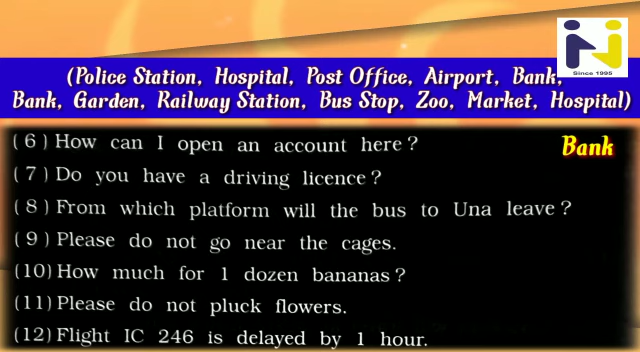 Since 1995
(Police Station, Hospital, Post Office, Airport, Bank,
Bank, Garden, Railway Station, Bus Stop, Zoo, Market, Hospital)
(6) How can I open an account here? Bank
(7) Do you have a driving licence?
(8) From which platform will the bus to Una leave?
(9) Please do not go near the cages.
(10) How much for 1 dozen bananas?
(11) Please do not pluck flowers.
(12) Flight IC 246 is delayed by 1 hour.